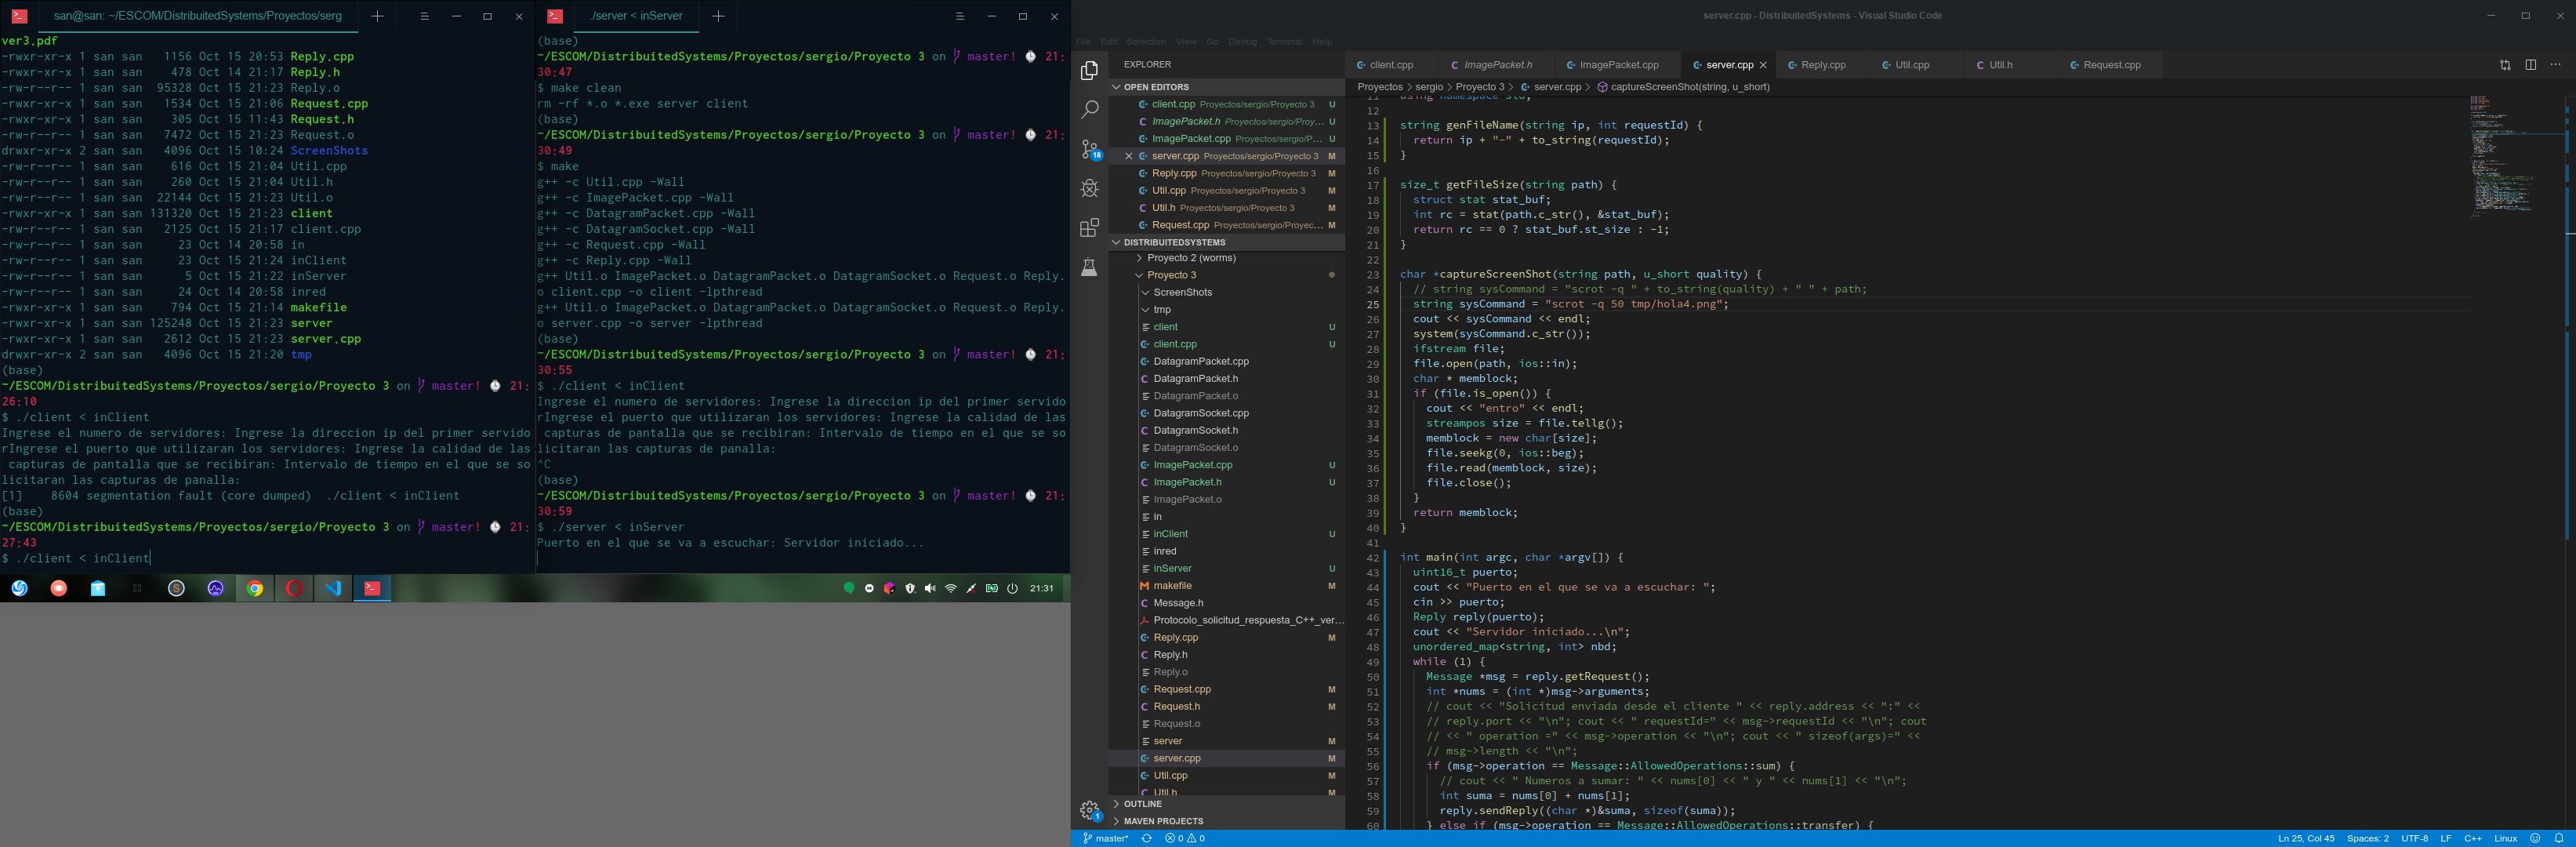 san@san: ~/ESCOM/DistribuitedSystems/Proyectos/serg
ver3.pdf
-rwxr-xr-x 1 san san   1156 Oct 15 20:53 Reply.cpp
-rwxr-xr-x 1 san san    478 Oct 14 21:17 Reply.h
-rw-r--r-- 1 san san  95328 Oct 15 21:23 Reply.o
-rwxr-xr-x 1 san san   1534 Oct 15 21:06 Request.cpp
-rwxr-xr-x 1 san san    305 Oct 15 11:43 Request.h
-rw-r--r-- 1 san san   7472 Oct 15 21:23 Request.o
drwxr-xr-x 2 san san   4096 Oct 15 10:24 ScreenShots
-rw-r--r-- 1 san san    616 Oct 15 21:04 Util.cpp
-rw-r--r-- 1 san san    260 Oct 15 21:04 Util.h
-rw-r--r-- 1 san san  22144 Oct 15 21:23 Util.o
-rwxr-xr-x 1 san san 131320 Oct 15 21:23 client
-rw-r--r-- 1 san san   2125 Oct 15 21:17 client.cpp
-rw-r--r-- 1 san san     23 Oct 14 20:58 in
-rw-r--r-- 1 san san     23 Oct 15 21:24 inClient
-rw-r--r-- 1 san san      5 Oct 15 21:22 inServer
-rw-r--r-- 1 san san     24 Oct 14 20:58 inred
-rwxr-xr-x 1 san san    794 Oct 15 21:14 makefile
-rwxr-xr-x 1 san san 125248 Oct 15 21:23 server
-rwxr-xr-x 1 san san   2612 Oct 15 21:23 server.cpp
drwxr-xr-x 2 san san   4096 Oct 15 21:20 tmp
(base)
~/ESCOM/DistribuitedSystems/Proyectos/sergio/Proyecto 3 on master! 21:
26:10
$ ./client < inClient
Ingrese el numero de servidores: Ingrese la direccion ip del primer servido
rIngrese el puerto que utilizaran los servidores: Ingrese la calidad de las
 capturas de pantalla que se recibiran: Intervalo de tiempo en el que se so
licitaran las capturas de panalla:
[1]    8604 segmentation fault (core dumped)  ./client < inClient
(base)
~/ESCOM/DistribuitedSystems/Proyectos/sergio/Proyecto 3 on master! 21:
27:43
$ ./client < inClient
./server < inServer
(base)
~/ESCOM/DistribuitedSystems/Proyectos/sergio/Proyecto 3 on master! 21:
30:47
$ make clean
rm -rf *.o *.exe server client
(base)
~/ESCOM/DistribuitedSystems/Proyectos/sergio/Proyecto 3 on master! 21:
30:49
$ make
g++ -c Util.cpp -Wall
g++ -c ImagePacket.cpp -Wall
g++ -c DatagramPacket.cpp -Wall
g++ -c DatagramSocket.cpp -Wall
g++ -c Request.cpp -Wall
g++ -c Reply.cpp -Wall
g++ Util.o ImagePacket.o DatagramPacket.o DatagramSocket.o Request.o Reply.
o client.cpp -o client -lpthread
g++ Util.o ImagePacket.o DatagramPacket.o DatagramSocket.o Request.o Reply.
o server.cpp -o server -lpthread
(base)
~/ESCOM/DistribuitedSystems/Proyectos/sergio/Proyecto 3 on master! 21:
30:55
$ ./client < inClient
Ingrese el numero de servidores: Ingrese la direccion ip del primer servido
rIngrese el puerto que utilizaran los servidores: Ingrese la calidad de las
 capturas de pantalla que se recibiran: Intervalo de tiempo en el que se so
licitaran las capturas de panalla:
^C
(base)
~/ESCOM/DistribuitedSystems/Proyectos/sergio/Proyecto 3 on master! 21:
30:59
$ ./server < inServer
Puerto en el que se va a escuchar: Servidor iniciado...
21:31
server.cpp - DistribuitedSystems - Visual Studio Code
File Edit Selection View Go Debug Terminal Help
EXPLORER
OPEN EDITORS
client.cpp Proyectos/sergio/Proyecto 3 U
ImagePacket.h Proyectos/sergio/Proy... U
ImagePacket.cpp Proyectos/sergio/P... U
server.cpp Proyectos/sergio/Proyecto 3 M
Reply.cpp Proyectos/sergio/Proyecto 3 M
Util.cpp Proyectos/sergio/Proyecto 3 M
Util.h Proyectos/sergio/Proyecto 3 M
Request.cpp Proyectos/sergio/Proyec... M
DISTRIBUITEDSYSTEMS
Proyecto 2 (worms)
Proyecto 3
ScreenShots
tmp
client U
client.cpp U
DatagramPacket.cpp
DatagramPacket.h
DatagramPacket.o
DatagramSocket.cpp
DatagramSocket.h
DatagramSocket.o
ImagePacket.cpp U
ImagePacket.h U
ImagePacket.o
in
inClient U
inred
inServer U
makefile M
Message.h
Protocolo_solicitud_respuesta_C++_ver...
Reply.cpp M
Reply.h
Reply.o
Request.cpp M
Request.h M
Request.o
server M
server.cpp M
Util.cpp M
Util.h M
OUTLINE
MAVEN PROJECTS
18
1
client.cpp ImagePacket.h ImagePacket.cpp server.cpp Reply.cpp Util.cpp Util.h Request.cpp
Proyectos > sergio > Proyecto 3 > server.cpp > captureScreenShot(string, u_short)
11 using namespace std;
12
13 string genFileName(string ip, int requestId) {
14   return ip + "-" + to_string(requestId);
15 }
16
17 size_t getFileSize(string path) {
18   struct stat stat_buf;
19   int rc = stat(path.c_str(), &stat_buf);
20   return rc == 0 ? stat_buf.st_size : -1;
21 }
22
23 char *captureScreenShot(string path, u_short quality) {
24   // string sysCommand = "scrot -q " + to_string(quality) + " " + path;
25   string sysCommand = "scrot -q 50 tmp/hola4.png";
26   cout << sysCommand << endl;
27   system(sysCommand.c_str());
28   ifstream file;
29   file.open(path, ios::in);
30   char * memblock;
31   if (file.is_open()) {
32     cout << "entro" << endl;
33     streampos size = file.tellg();
34     memblock = new char[size];
35     file.seekg(0, ios::beg);
36     file.read(memblock, size);
37     file.close();
38   }
39   return memblock;
40 }
41
42 int main(int argc, char *argv[]) {
43   uint16_t puerto;
44   cout << "Puerto en el que se va a escuchar: ";
45   cin >> puerto;
46   Reply reply(puerto);
47   cout << "Servidor iniciado...\n";
48   unordered_map<string, int> nbd;
49   while (1) {
50     Message *msg = reply.getRequest();
51     int *nums = (int *)msg->arguments;
52     // cout << "Solicitud enviada desde el cliente " << reply.address << ":" <<
53     // reply.port << "\n"; cout << " requestId=" << msg->requestId << "\n"; cout
54     // << " operation =" << msg->operation << "\n"; cout << " sizeof(args)=" <<
55     // msg->length << "\n";
56     if (msg->operation == Message::AllowedOperations::sum) {
57       // cout << " Numeros a sumar: " << nums[0] << " y " << nums[1] << "\n";
58       int suma = nums[0] + nums[1];
59       reply.sendReply((char *)&suma, sizeof(suma));
60     } else if (msg->operation == Message::AllowedOperations::transfer) {
master* 0 0
Ln 25, Col 45 Spaces: 2 UTF-8 LF C++ Linux